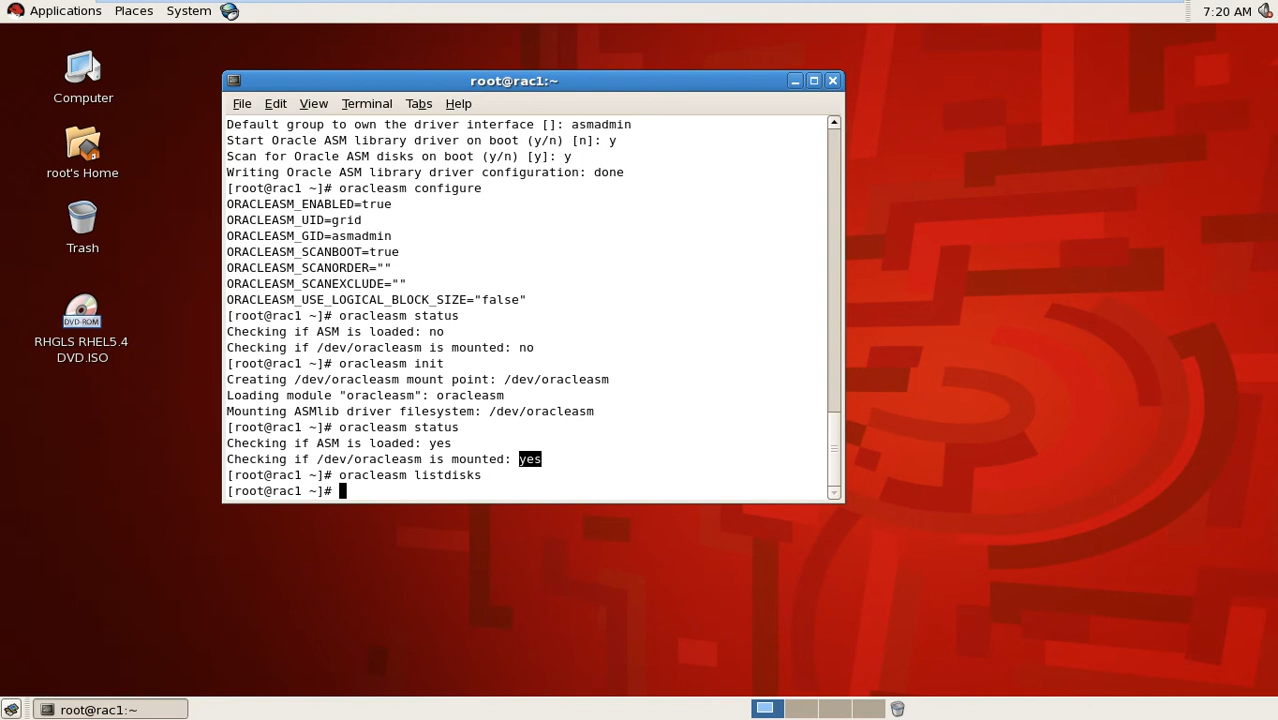 Applications Places System 7:20 AM
Computer
root's Home
Trash
DVD-ROM
RHGLS RHEL5.4
DVD.ISO
root@rac1:~
File Edit View Terminal Tabs Help
Default group to own the driver interface []: asmadmin
Start Oracle ASM library driver on boot (y/n) [n]: y
Scan for Oracle ASM disks on boot (y/n) [y]: y
Writing Oracle ASM library driver configuration: done
[root@rac1 ~]# oracleasm configure
ORACLEASM_ENABLED=true
ORACLEASM_UID=grid
ORACLEASM_GID=asmadmin
ORACLEASM_SCANBOOT=true
ORACLEASM_SCANORDER=""
ORACLEASM_SCANEXCLUDE=""
ORACLEASM_USE_LOGICAL_BLOCK_SIZE="false"
[root@rac1 ~]# oracleasm status
Checking if ASM is loaded: no
Checking if /dev/oracleasm is mounted: no
[root@rac1 ~]# oracleasm init
Creating /dev/oracleasm mount point: /dev/oracleasm
Loading module "oracleasm": oracleasm
Mounting ASMlib driver filesystem: /dev/oracleasm
[root@rac1 ~]# oracleasm status
Checking if ASM is loaded: yes
Checking if /dev/oracleasm is mounted: yes
[root@rac1 ~]# oracleasm listdisks
[root@rac1 ~]#
root@rac1:~